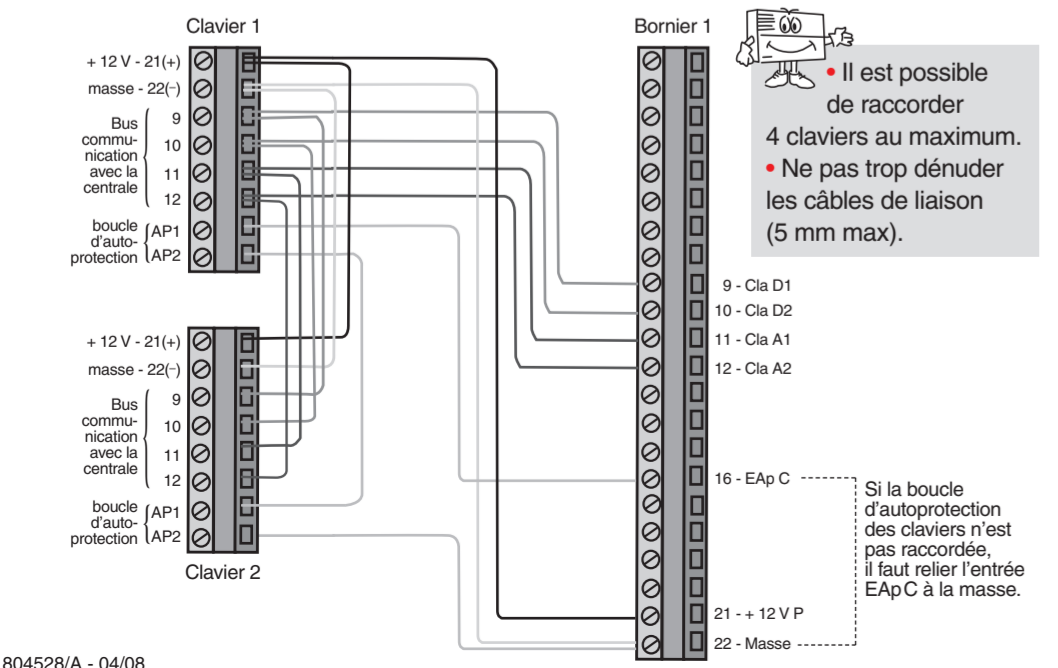 Clavier 1
+ 12 V - 21(+)
masse - 22(–)
Bus
commu-
nication
avec la
centrale
9
10
11
12
boucle
d'auto-
protection
AP1
AP2
+ 12 V - 21(+)
masse - 22(–)
Bus
commu-
nication
avec la
centrale
9
10
11
12
boucle
d'auto-
protection
AP1
AP2
Clavier 2
Bornier 1
9 - Cla D1
10 - Cla D2
11 - Cla A1
12 - Cla A2
16 - EAp C
21 - + 12 V P
22 - Masse
• Il est possible
de raccorder
4 claviers au maximum.
• Ne pas trop dénuder
les câbles de liaison
(5 mm max).
Si la boucle
d'autoprotection
des claviers n'est
pas raccordée,
il faut relier l'entrée
EAp C à la masse.
804528/A - 04/08